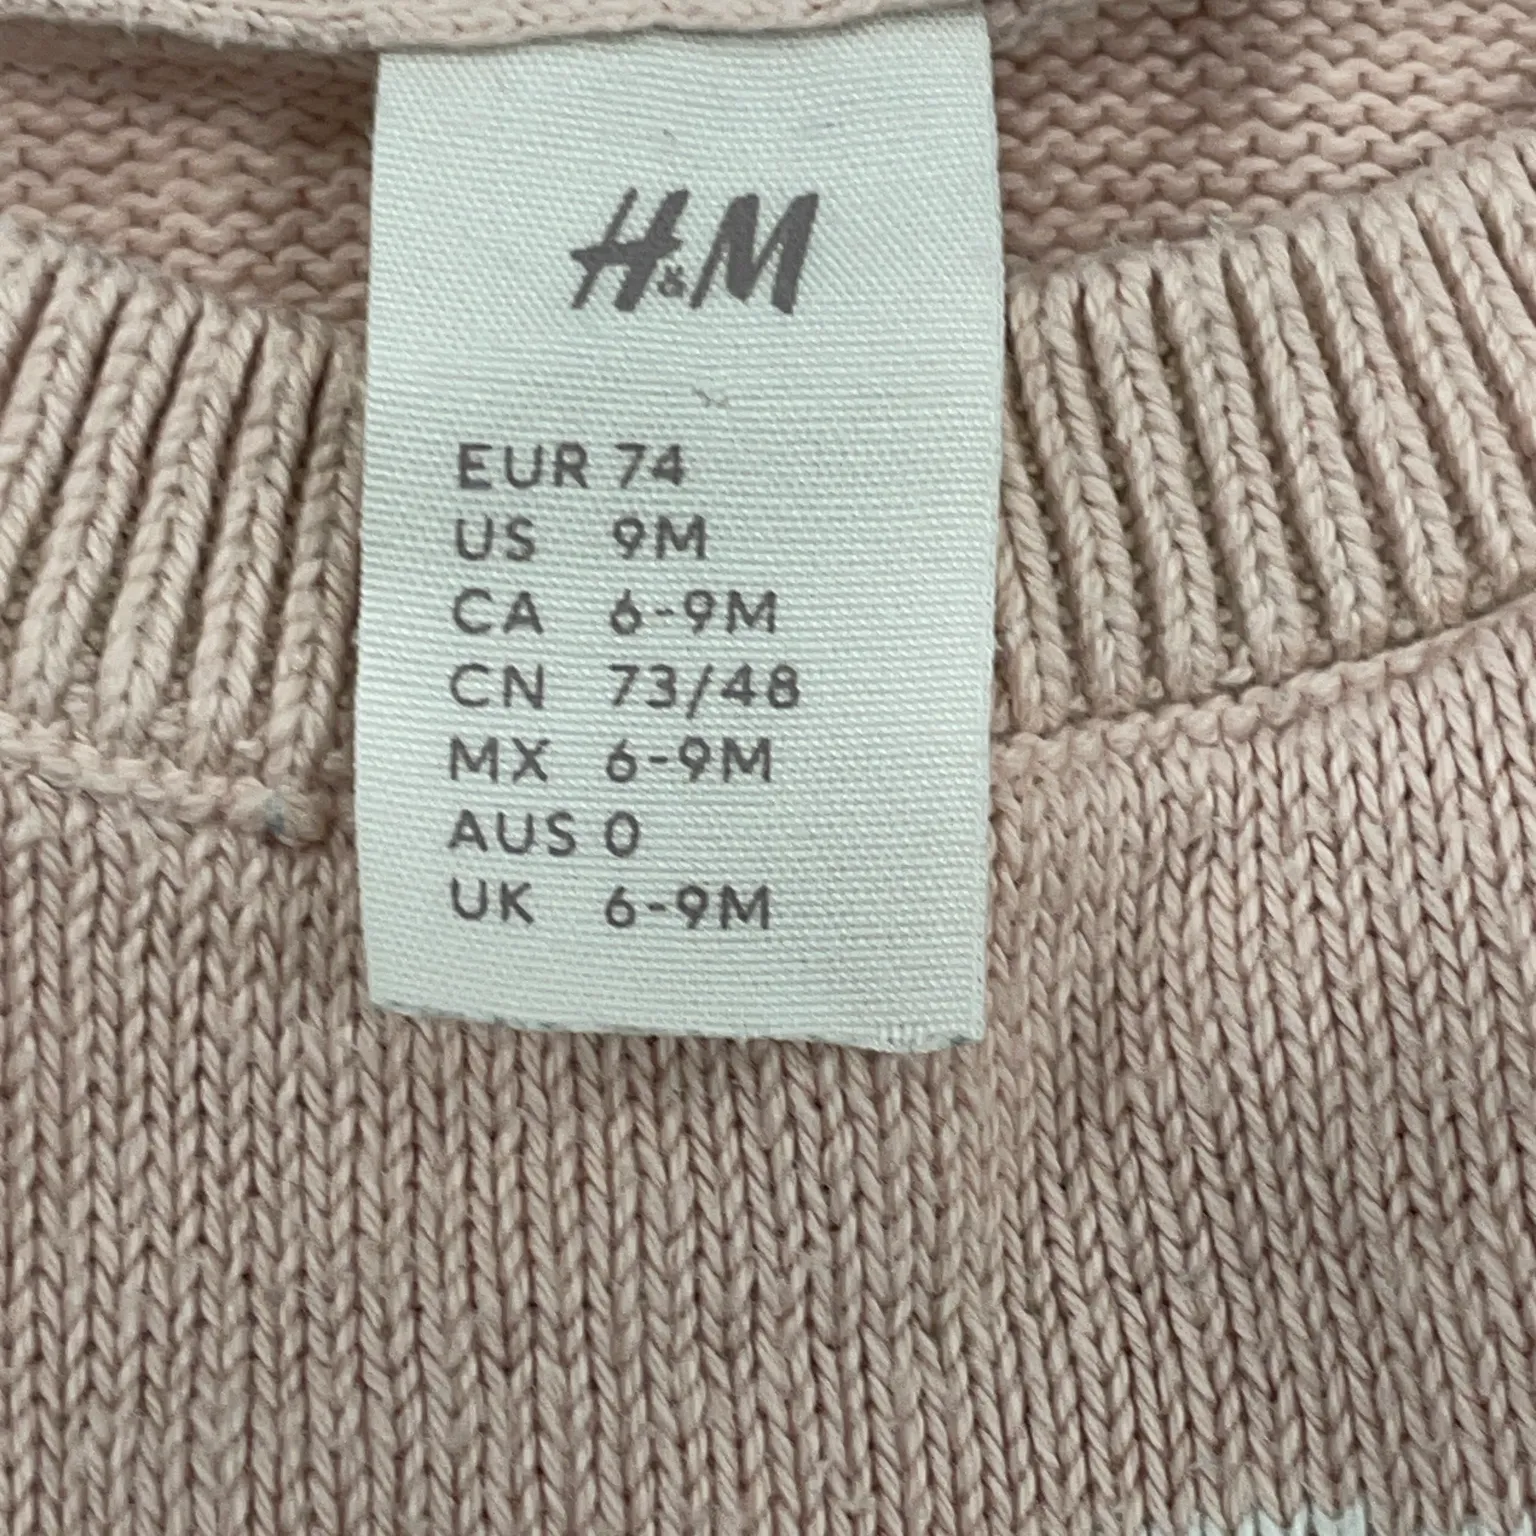 H&M
EUR 74
US 9M
CA 6-9M
CN 73/48
MX 6-9M
AUS 0
UK 6-9M